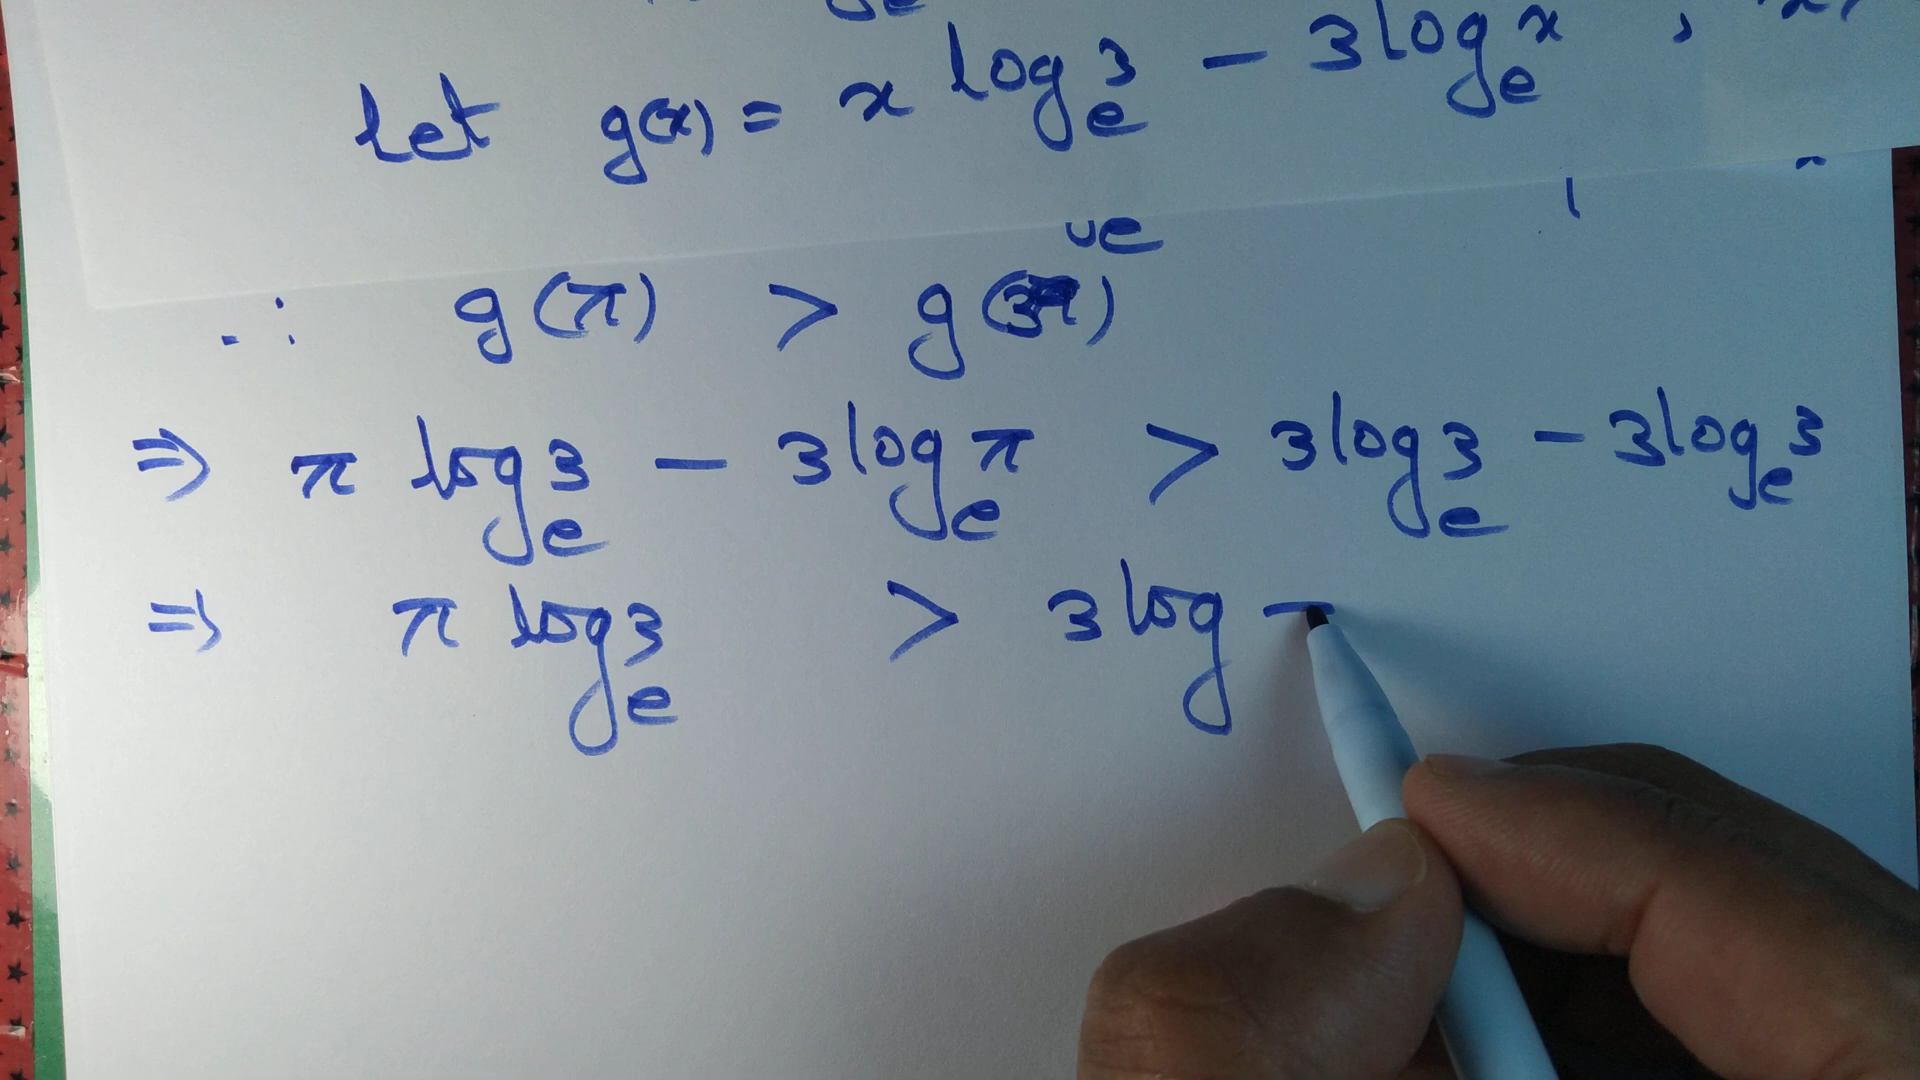 let g(x) = x log_e 3 - 3 log_e x ,
ve
∴ g(π) > g(3)
⇒ π log_e 3 - 3 log_e π > 3 log_e 3 - 3 log_e 3
⇒ π log_e 3 > 3 log